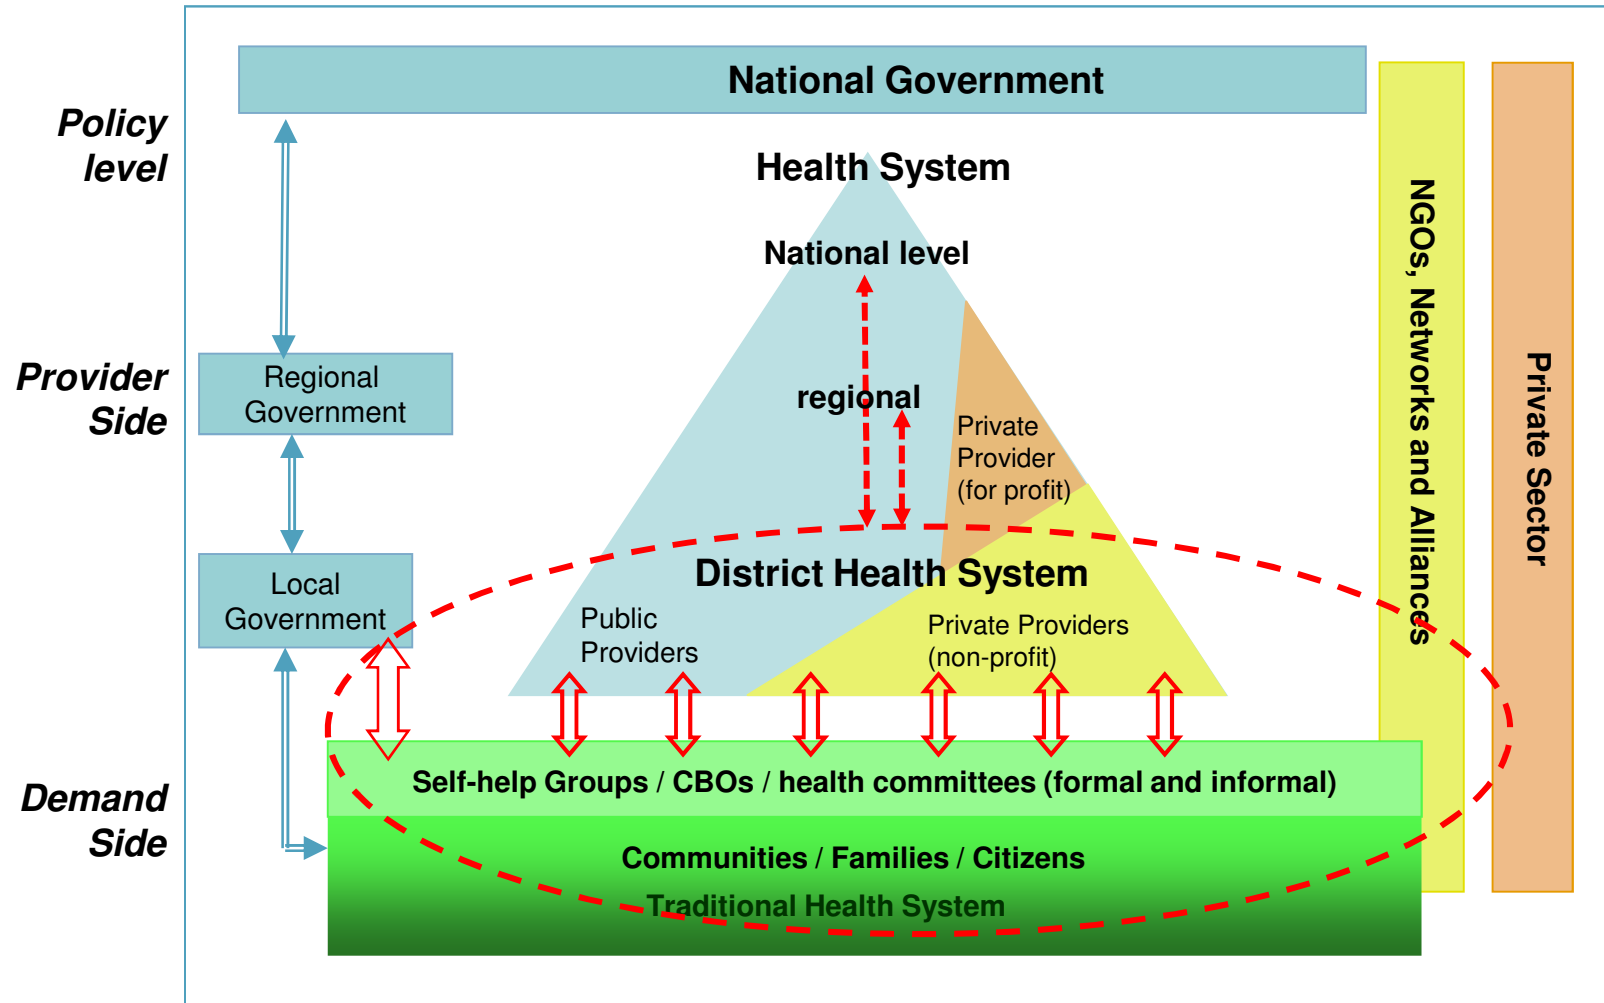 National Government
Policy
level
Health System
National level
NGOs, Networks and Alliances
Private Sector
Provider
Side
Regional
Government
regional
Private
Provider
(for profit)
District Health System
Local
Government
Public
Providers
Private Providers
(non-profit)
Demand
Side
Self-help Groups / CBOs / health committees (formal and informal)
Communities / Families / Citizens
Traditional Health System